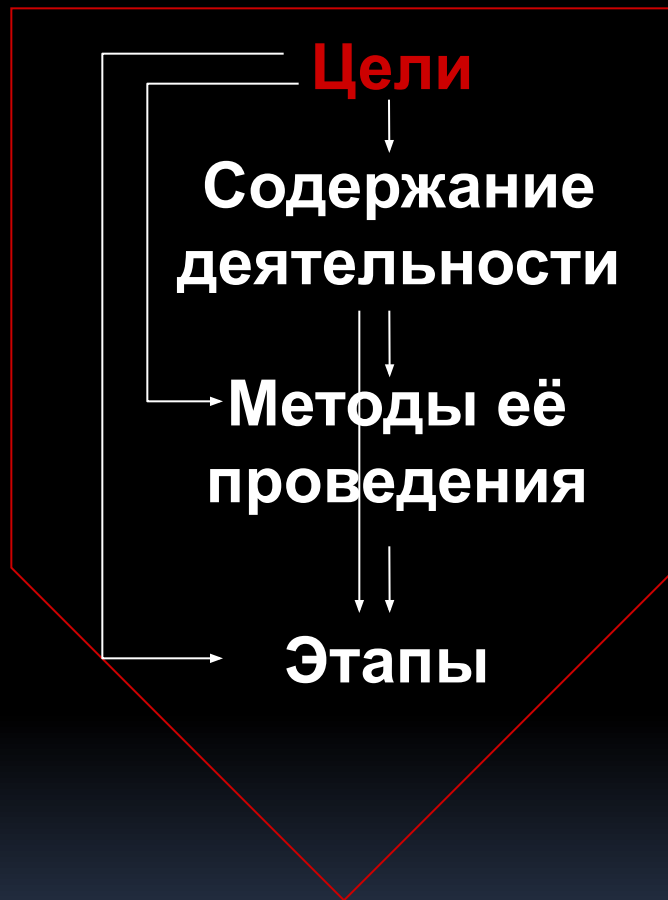 Цели
Содержание
деятельности
Методы её
проведения
Этапы